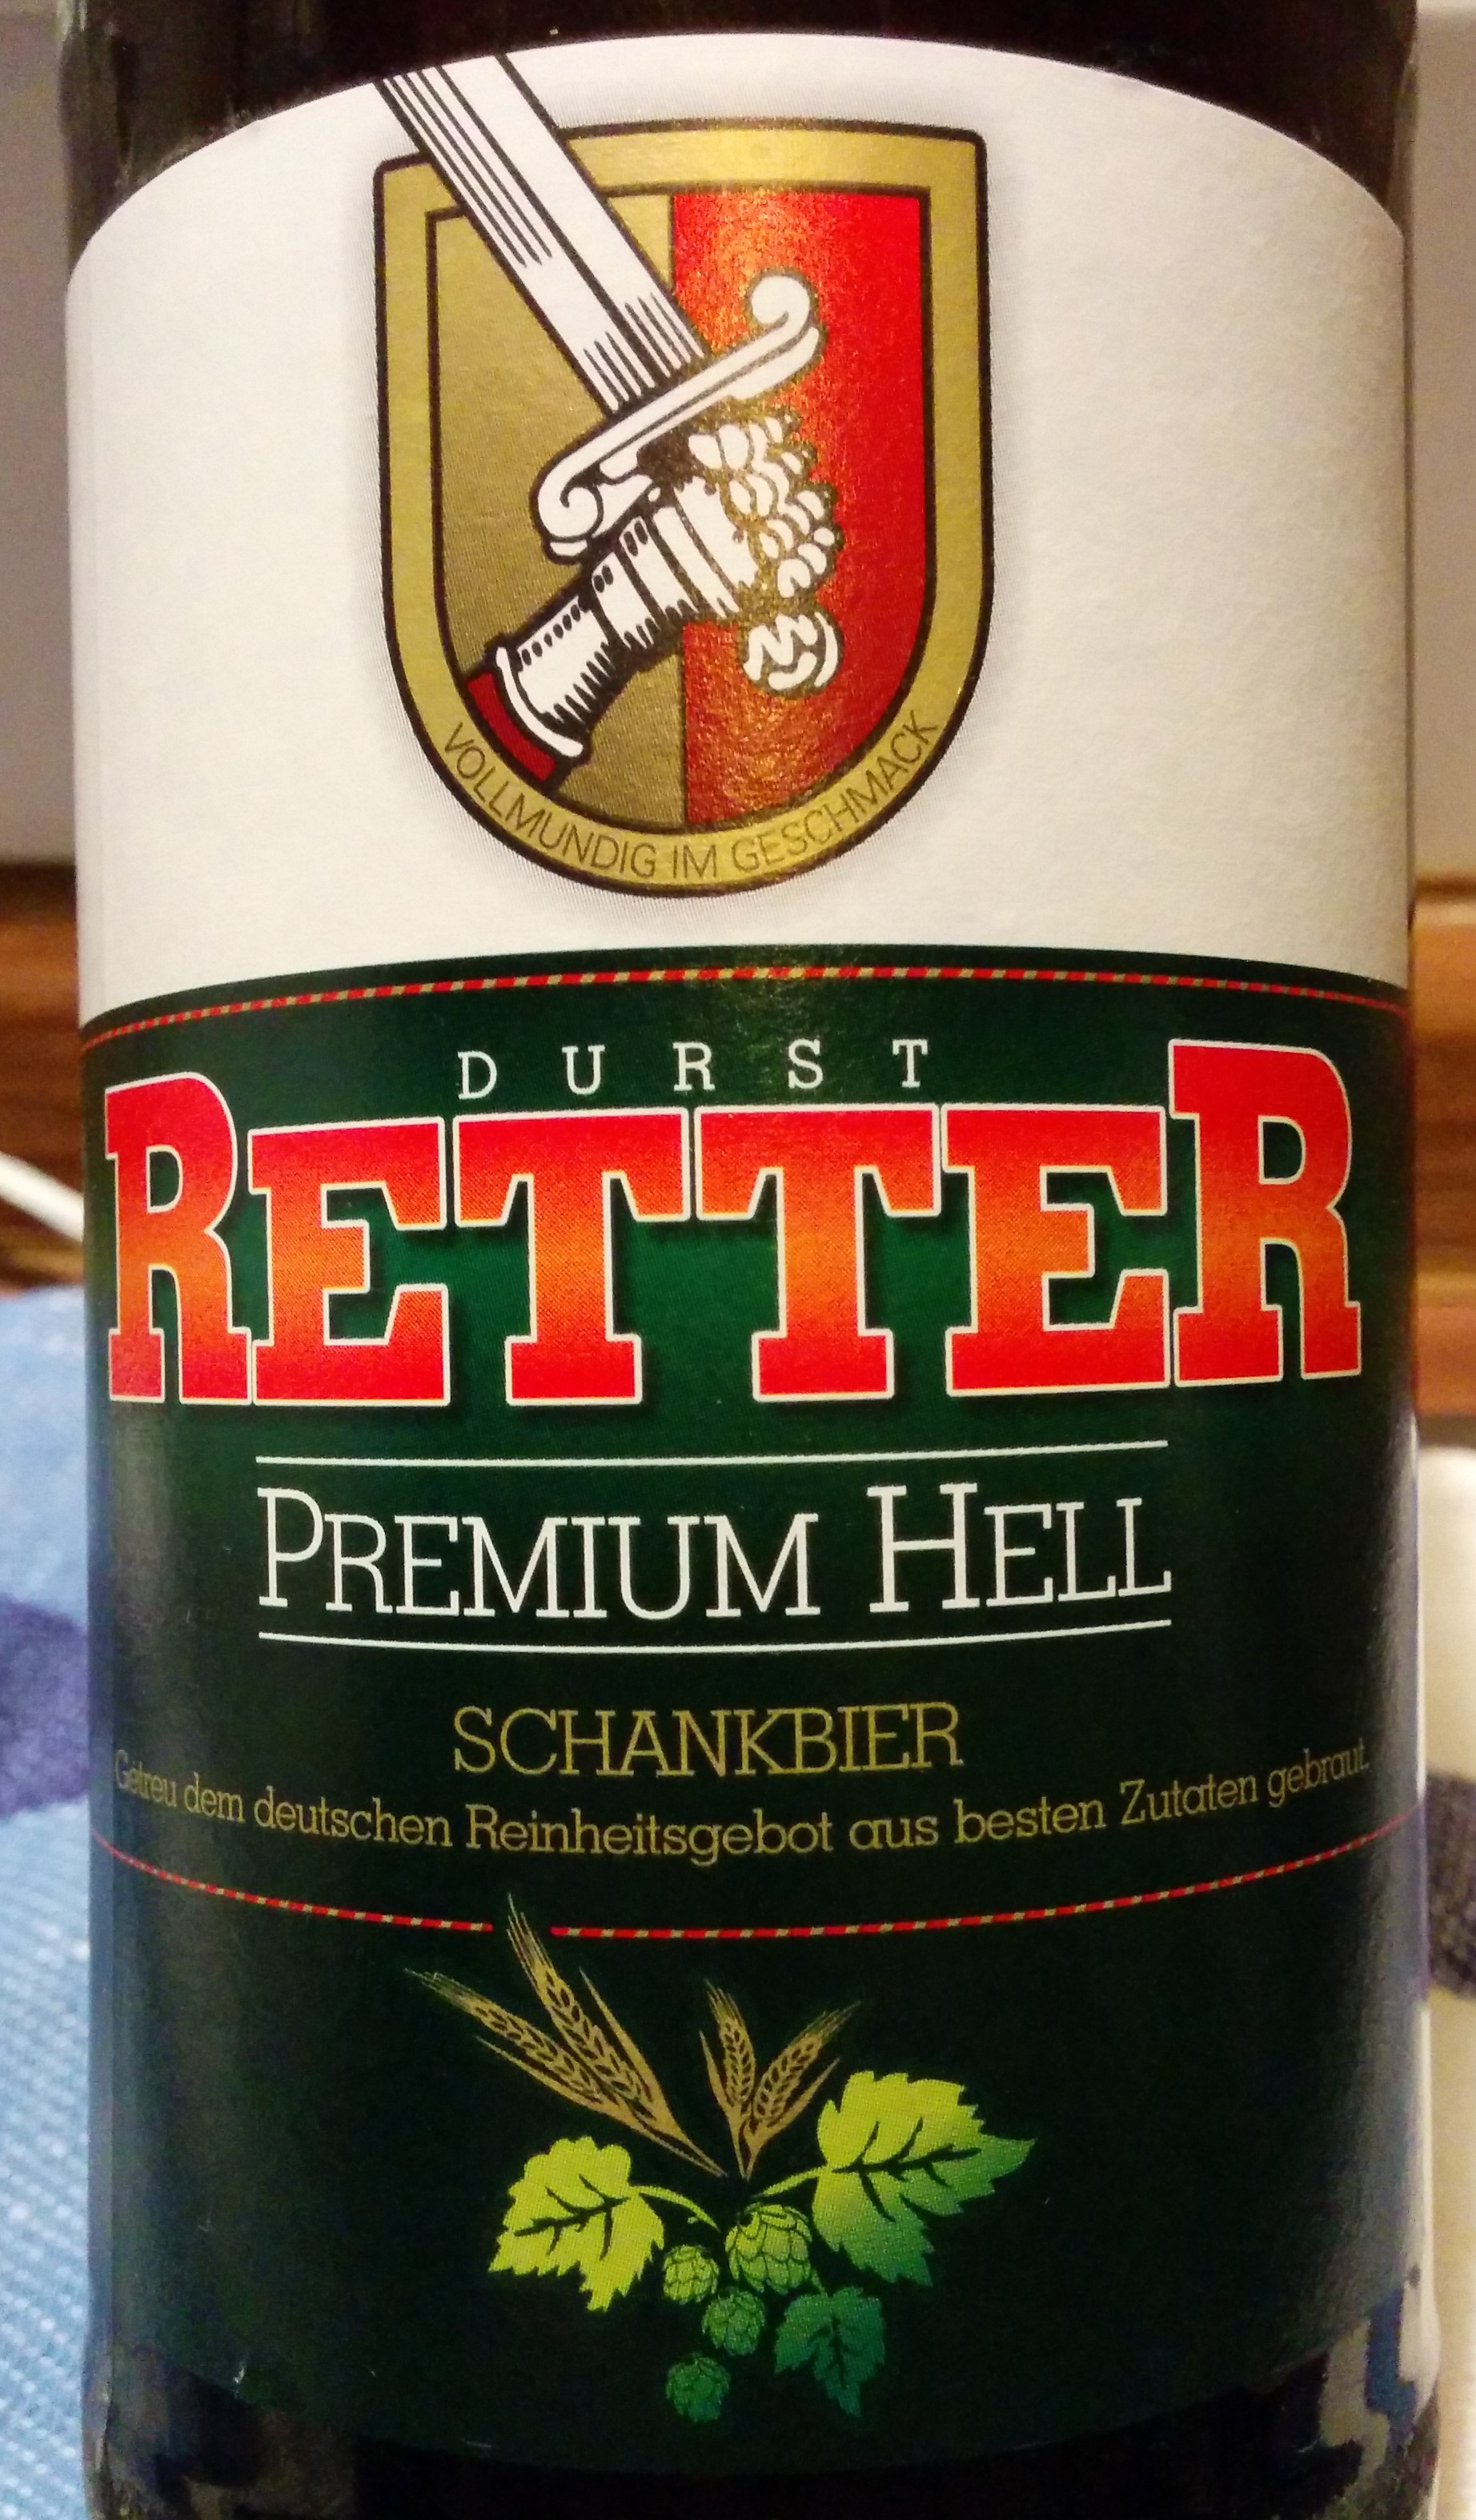 VOLLMUNDIG IM GESCHMACK
DURST
RETTER
PREMIUM HELL
SCHANKBIER
Getreu dem deutschen Reinheitsgebot aus besten Zutaten gebraut.